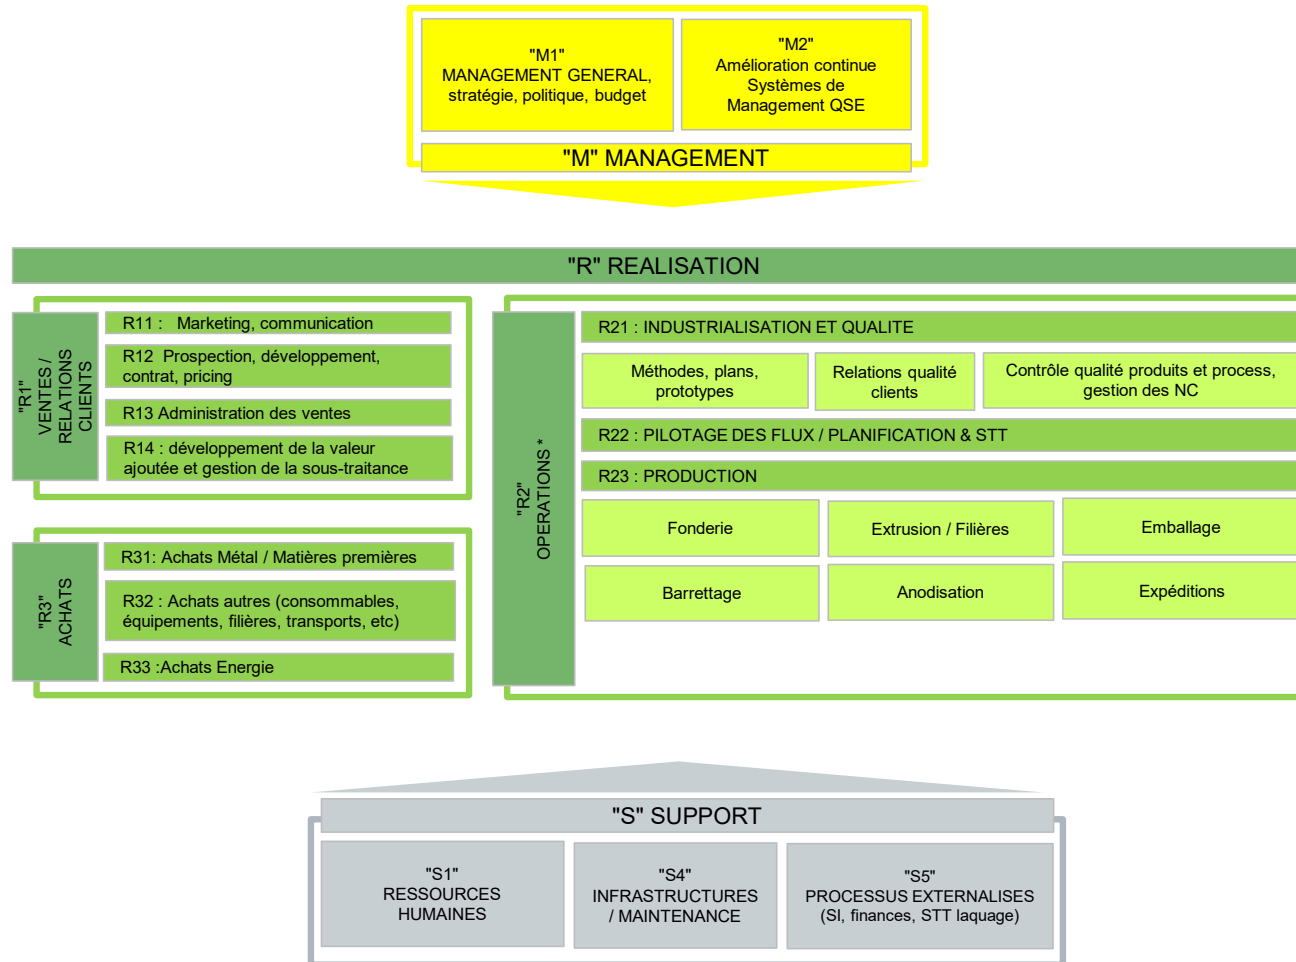 "M1"
MANAGEMENT GENERAL,
stratégie, politique, budget
"M2"
Amélioration continue
Systèmes de
Management QSE
"M" MANAGEMENT
"R" REALISATION
"R1"
VENTES /
RELATIONS
CLIENTS
R11 : Marketing, communication
R12 Prospection, développement,
contrat, pricing
R13 Administration des ventes
R14 : développement de la valeur
ajoutée et gestion de la sous-traitance
"R3"
ACHATS
R31: Achats Métal / Matières premières
R32 : Achats autres (consommables,
équipements, filières, transports, etc)
R33 :Achats Energie
"R2"
OPERATIONS *
R21 : INDUSTRIALISATION ET QUALITE
Méthodes, plans,
prototypes
Relations qualité
clients
Contrôle qualité produits et process,
gestion des NC
R22 : PILOTAGE DES FLUX / PLANIFICATION & STT
R23 : PRODUCTION
Fonderie
Extrusion / Filières
Emballage
Barrettage
Anodisation
Expéditions
"S" SUPPORT
"S1"
RESSOURCES
HUMAINES
"S4"
INFRASTRUCTURES
/ MAINTENANCE
"S5"
PROCESSUS EXTERNALISES
(SI, finances, STT laquage)